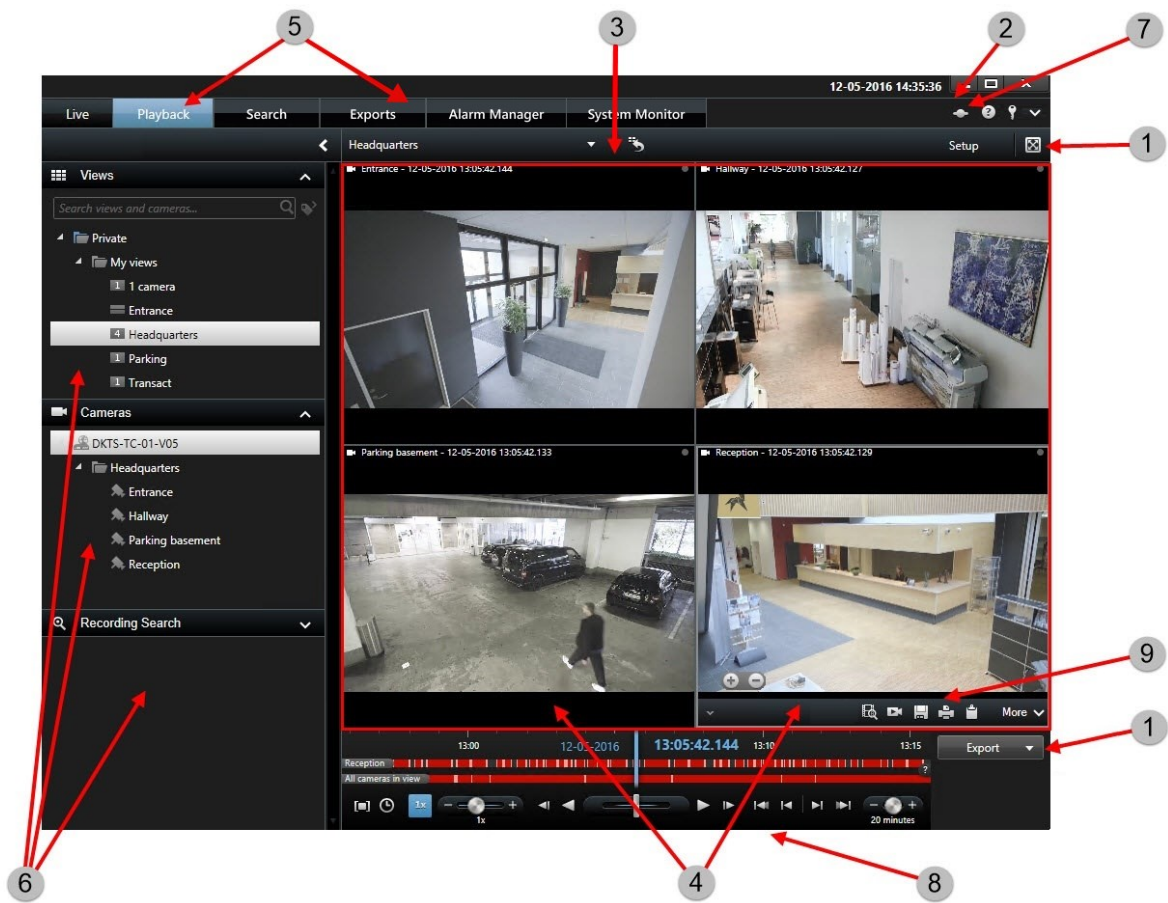 5
3
2
7
12-05-2016 14:35:36
Live
Playback
Search
Exports
Alarm Manager
System Monitor
Headquarters
Setup
1
Views
Search views and cameras...
Private
My views
1 1 camera
Entrance
4 Headquarters
1 Parking
1 Transact
Cameras
DKTS-TC-01-V05
Headquarters
Entrance
Hallway
Parking basement
Reception
Recording Search
Entrance - 12-05-2016 13:05:42.144
Hallway - 12-05-2016 13:05:42.127
Parking basement - 12-05-2016 13:05:42.133
Reception - 12-05-2016 13:05:42.129
9
More
13:00
12-05-2016
13:05:42.144
13:10
13:15
Export
1
Reception
?
All cameras in view
1x
1x
20 minutes
6
4
8